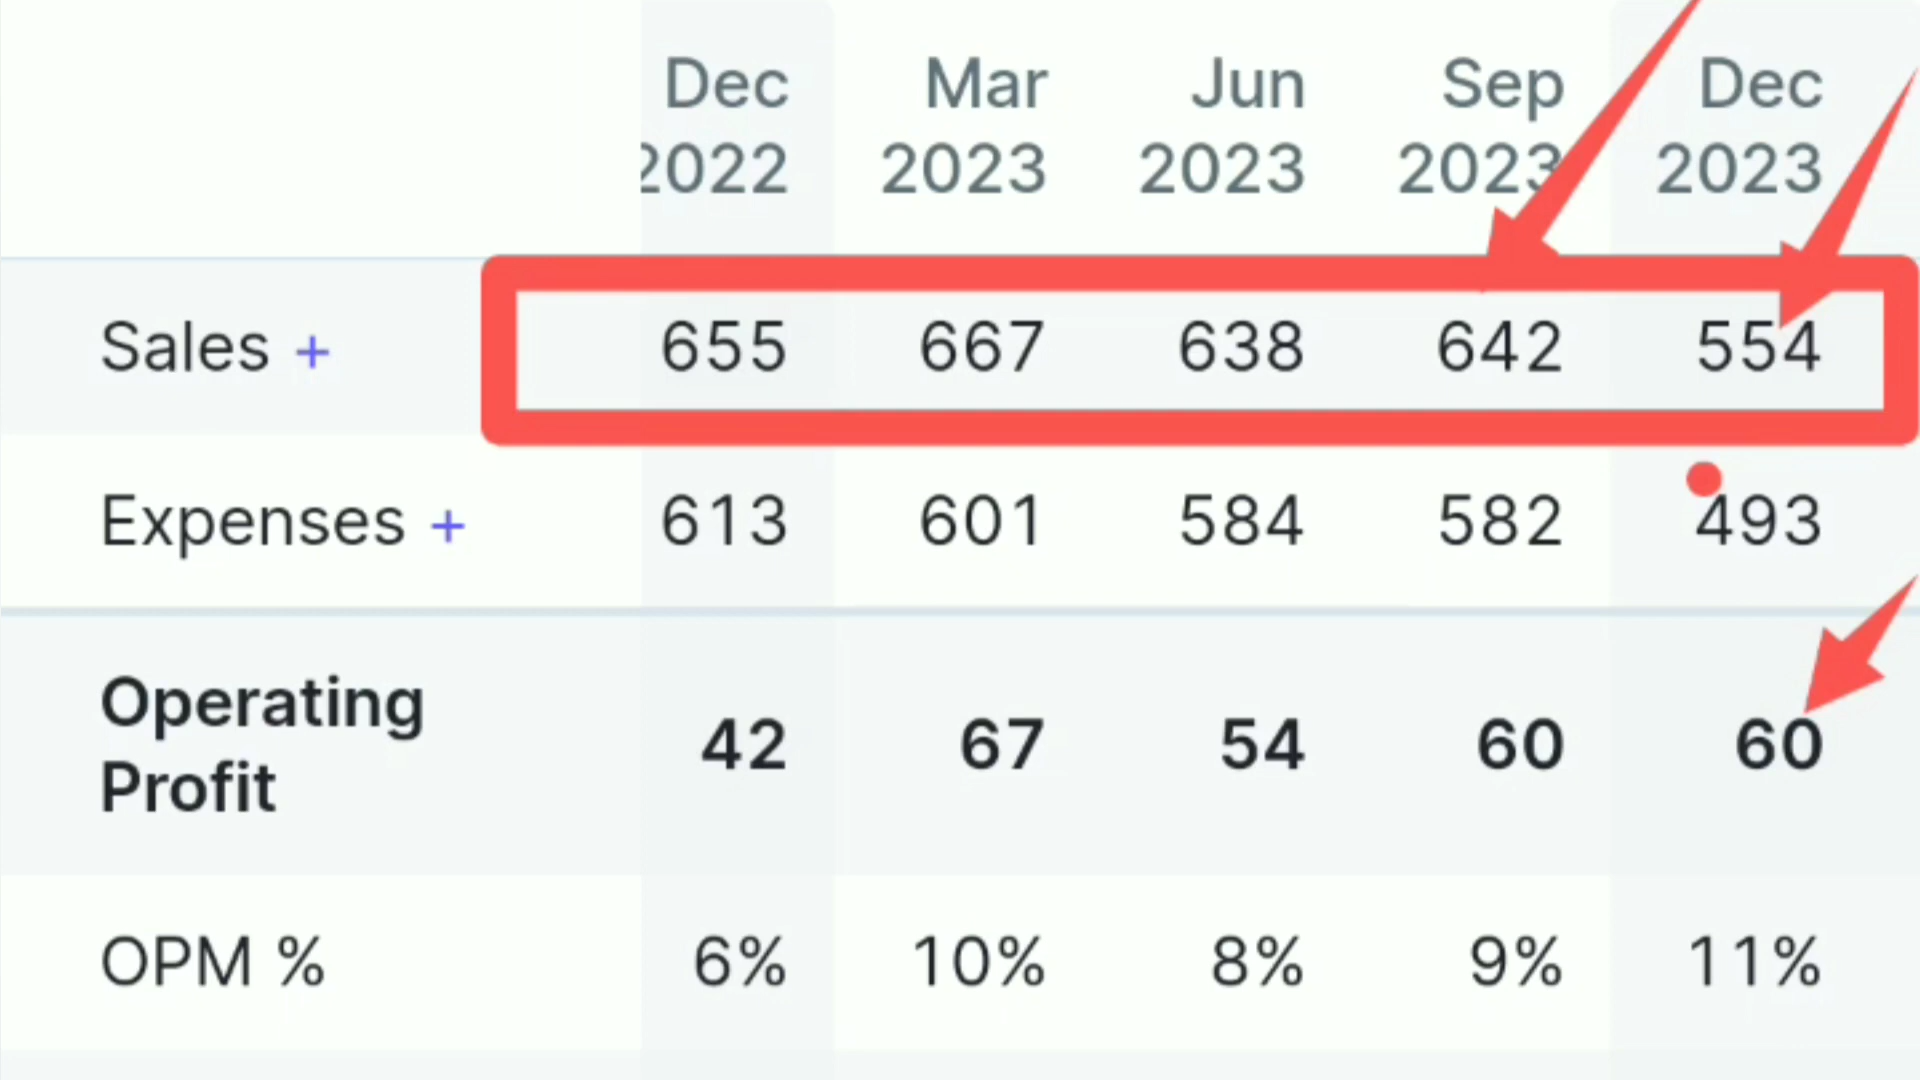 Dec Mar Jun Sep Dec
2022 2023 2023 2023 2023
Sales + 655 667 638 642 554
Expenses + 613 601 584 582 493
Operating
Profit 42 67 54 60 60
OPM % 6% 10% 8% 9% 11%